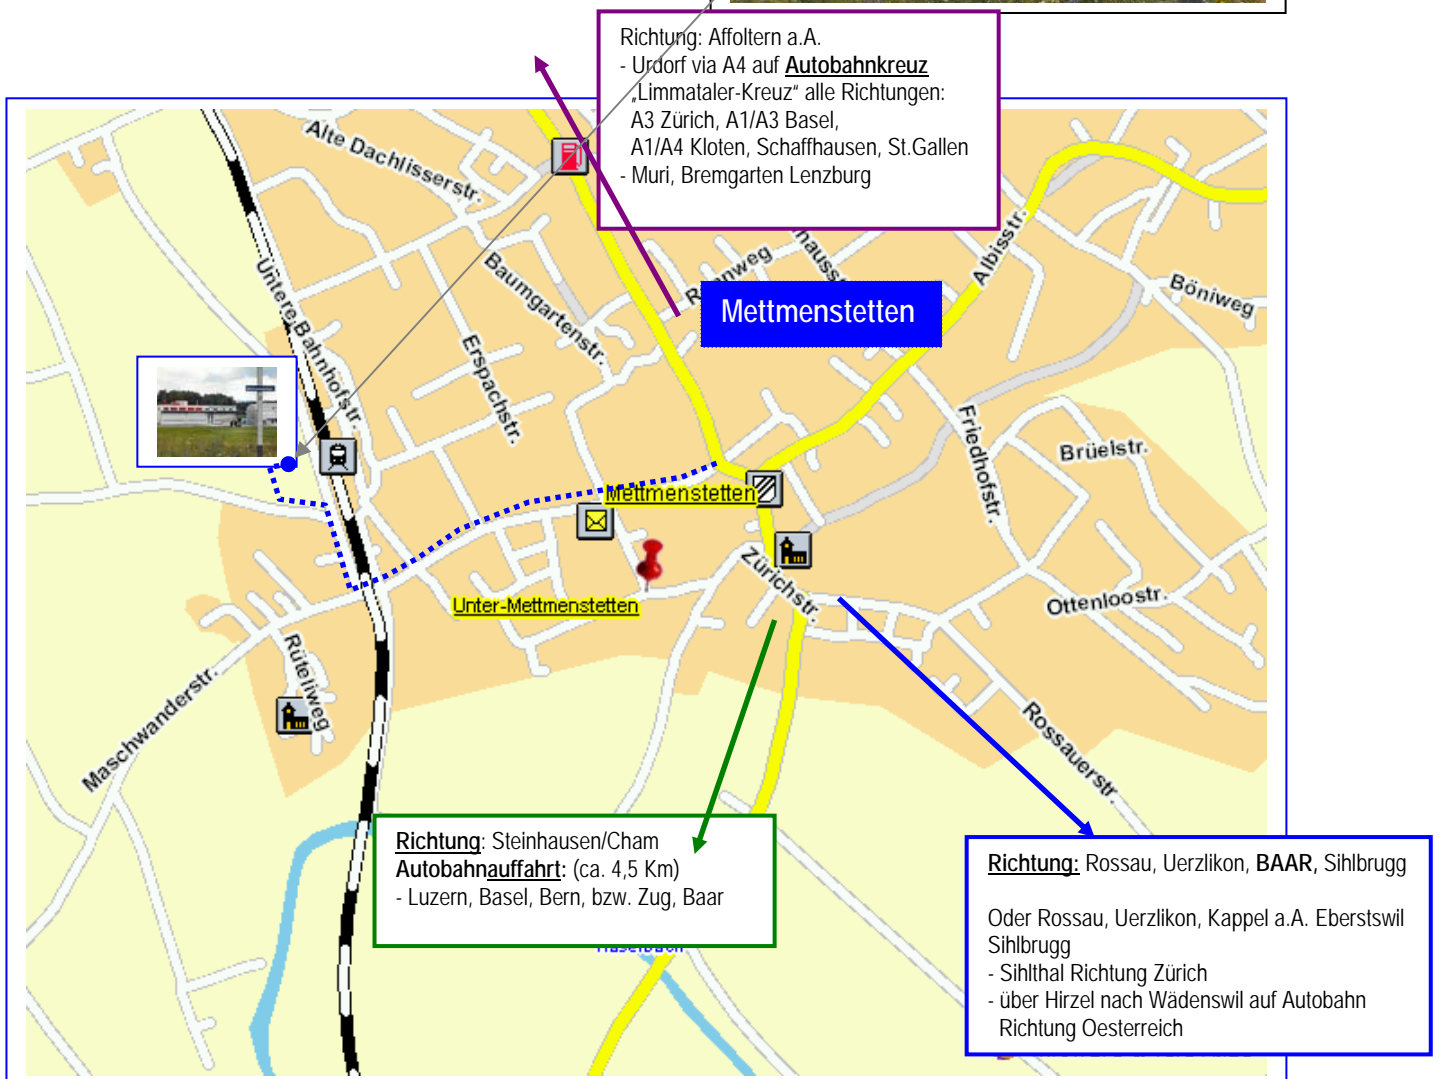 Richtung: Affoltern a.A.
- Urdorf via A4 auf Autobahnkreuz
„Limmataler-Kreuz“ alle Richtungen:
A3 Zürich, A1/A3 Basel,
A1/A4 Kloten, Schaffhausen, St.Gallen
- Muri, Bremgarten Lenzburg
Alte Dachlisserstr.
Untere Bahnhofstr.
Baumgartenstr.
Erspachstr.
Albisstr.
Böniweg
Mettmenstetten
Friedhofstr.
Brüelstr.
Mettmenstetten
Zürichstr.
Unter-Mettmenstetten
Ottenloostr.
Rüteliweg
Maschwanderstr.
Rossauerstr.
Richtung: Steinhausen/Cham
Autobahnauffahrt: (ca. 4,5 Km)
- Luzern, Basel, Bern, bzw. Zug, Baar
Richtung: Rossau, Uerzlikon, BAAR, Sihlbrugg
Oder Rossau, Uerzlikon, Kappel a.A. Eberstswil
Sihlbrugg
- Sihlthal Richtung Zürich
- über Hirzel nach Wädenswil auf Autobahn
Richtung Oesterreich